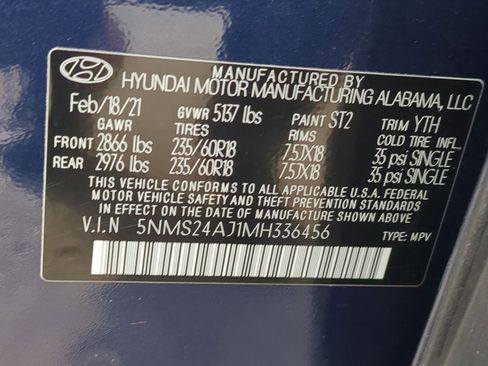 MANUFACTURED BY
HYUNDAI MOTOR MANUFACTURING ALABAMA, LLC
Feb/18/21 GVWR 5137 lbs PAINT ST2 TRIM YTH
GAWR TIRES RIMS COLD TIRE INFL.
FRONT 2866 lbs 235/60R18 7.5JX18 35 psi SINGLE
REAR 2976 lbs 235/60R18 7.5JX18 35 psi SINGLE
THIS VEHICLE CONFORMS TO ALL APPLICABLE U.S.A. FEDERAL
MOTOR VEHICLE SAFETY AND THEFT PREVENTION STANDARDS
IN EFFECT ON THE DATE OF MANUFACTURE SHOWN ABOVE.
V.I.N 5NMS24AJ1MH336456 TYPE: MPV